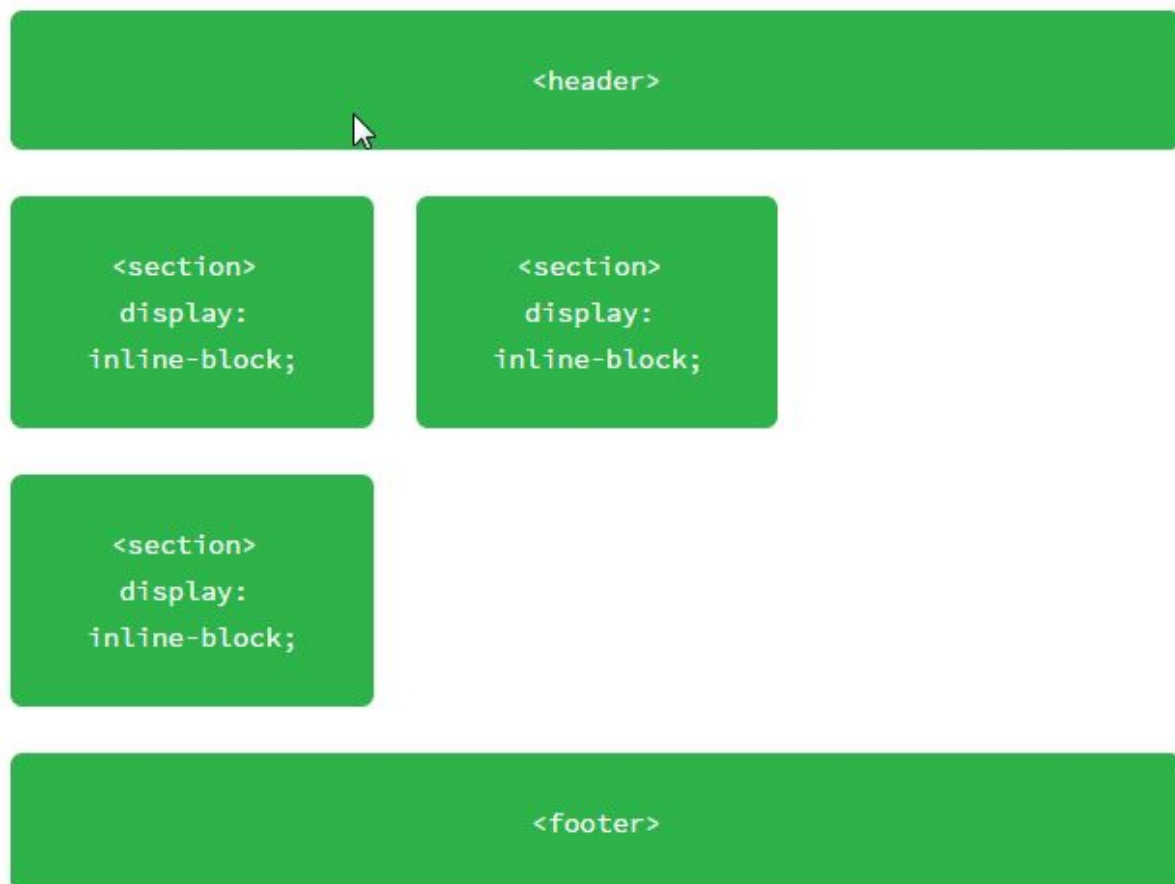 <header>
<section>
display:
inline-block;
<section>
display:
inline-block;
<section>
display:
inline-block;
<footer>